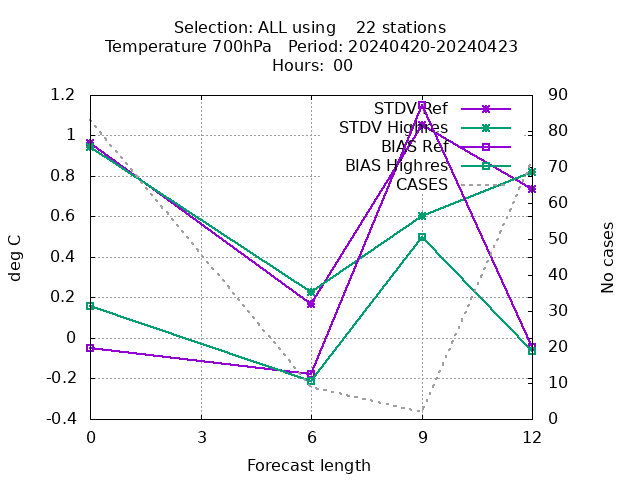 Selection: ALL using    22 stations
Temperature 700hPa   Period: 20240420-20240423
Hours:  00
1.2
1
0.8
0.6
0.4
0.2
0
-0.2
-0.4
90
80
70
60
50
40
30
20
10
0
deg C
No cases
STDV Ref
STDV Highres
BIAS Ref
BIAS Highres
CASES
0 3 6 9 12
Forecast length